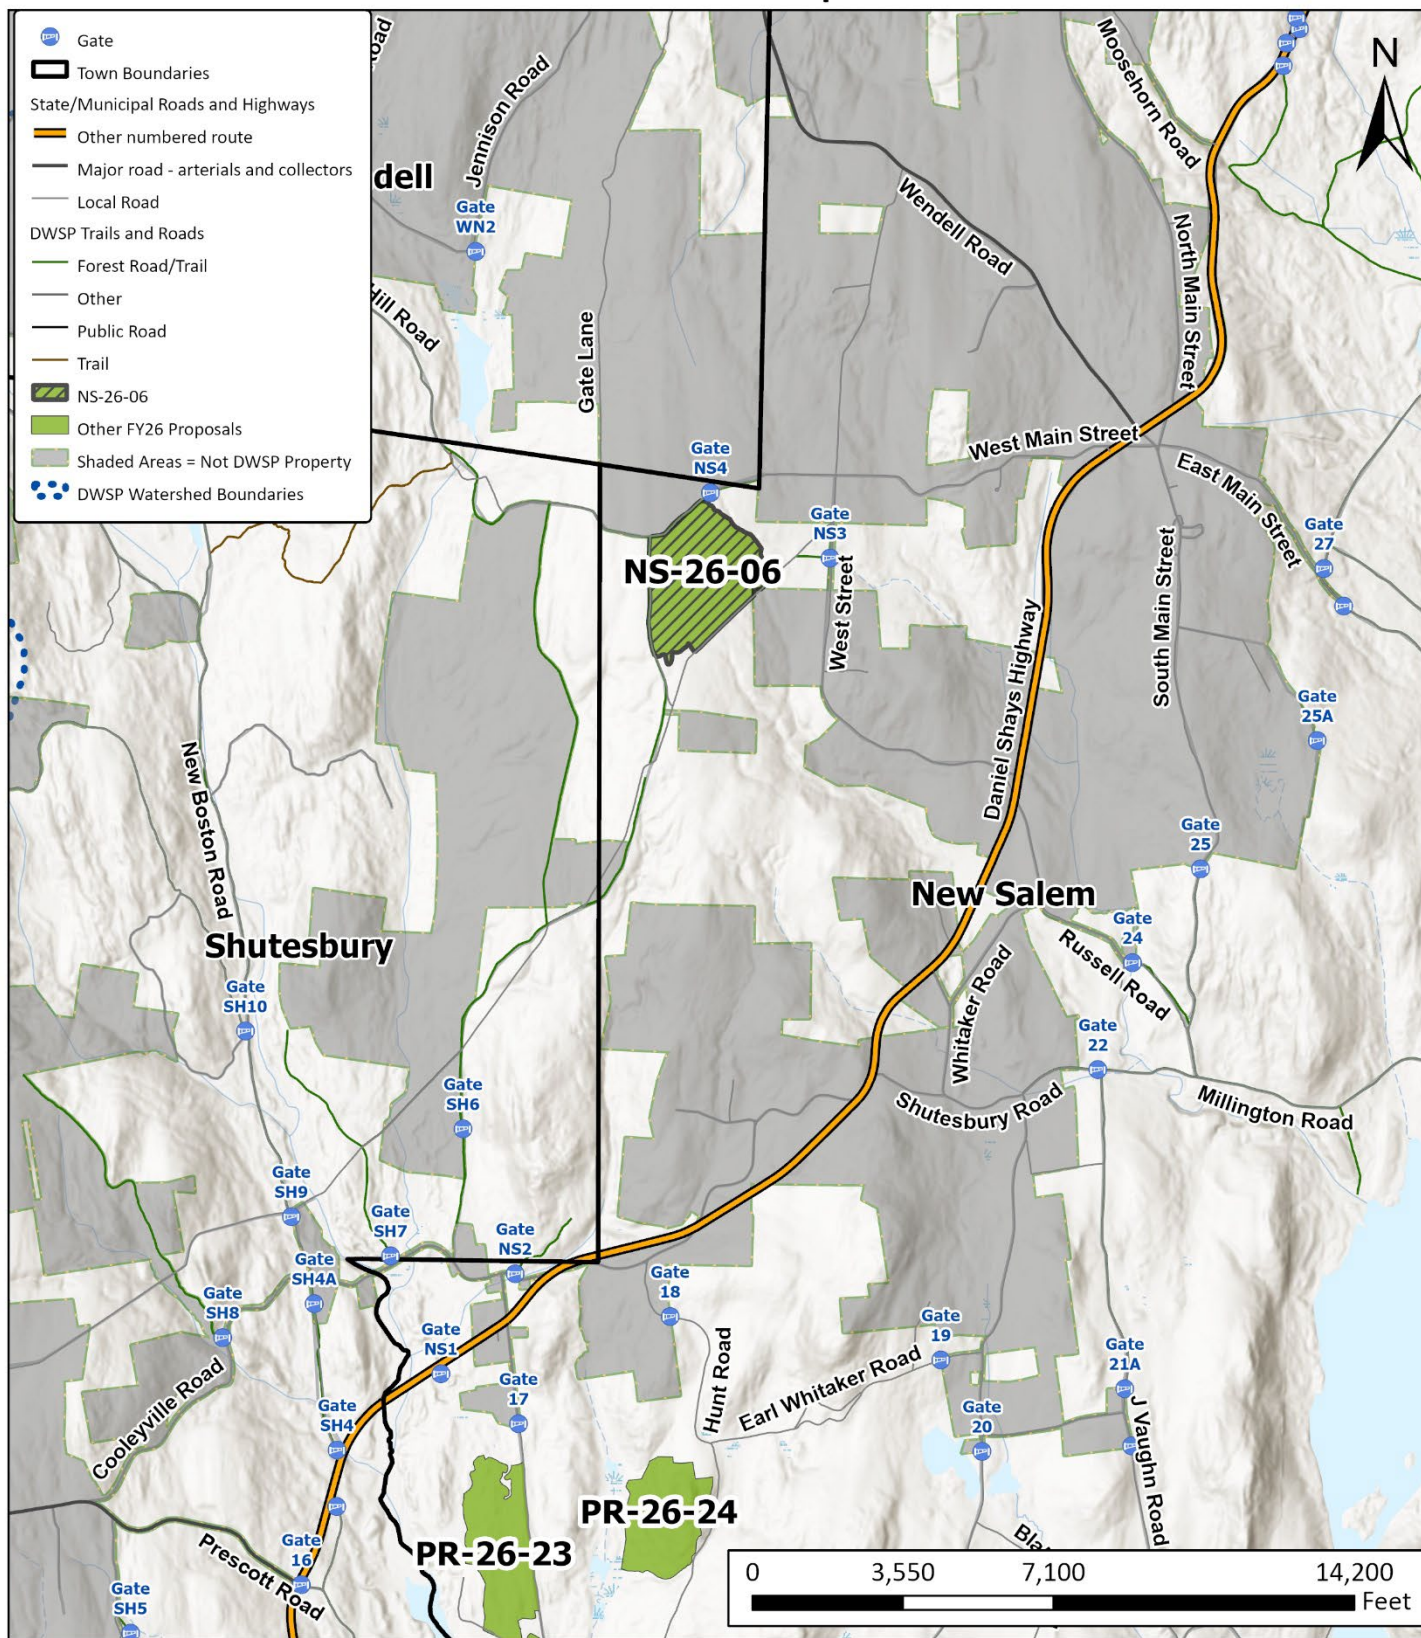 Gate
Town Boundaries
State/Municipal Roads and Highways
Other numbered route
Major road - arterials and collectors
Local Road
DWSP Trails and Roads
Forest Road/Trail
Other
Public Road
Trail
NS-26-06
Other FY26 Proposals
Shaded Areas = Not DWSP Property
DWSP Watershed Boundaries
N
Road
Jennison Road
Moosehorn Road
dell
Gate
WN2
Wendell Road
North Main Street
Hill Road
Gate Lane
West Main Street
Gate
NS4
East Main Street
Gate
NS3
Gate
27
NS-26-06
West Street
South Main Street
Daniel Shays Highway
Gate
25A
New Boston Road
Gate
25
New Salem
Shutesbury
Gate
24
Russell Road
Whitaker Road
Gate
SH10
Gate
22
Gate
SH6
Shutesbury Road
Millington Road
Gate
SH9
Gate
SH7
Gate
NS2
Gate
SH4A
Gate
18
Gate
SH8
Gate
NS1
Gate
19
Hunt Road
Earl Whitaker Road
Gate
21A
Gate
17
Cooleyville Road
Gate
SH4
Gate
20
J Vaughn Road
PR-26-24
PR-26-23
Gate
16
Prescott Road
Gate
SH5
0 3,550 7,100 14,200
Feet